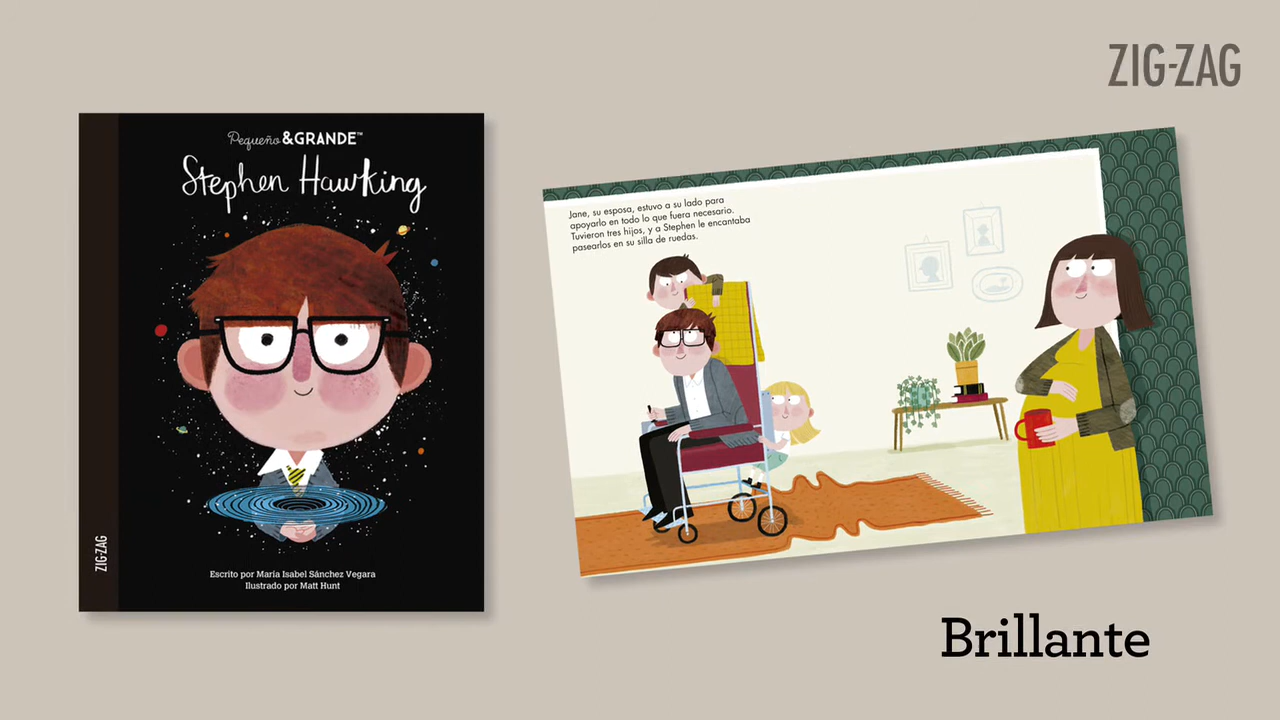 ZIG-ZAG
Pequeño &GRANDE™
Stephen Hawking
ZIG-ZAG
Escrito por María Isabel Sánchez Vegara
Ilustrado por Matt Hunt
Jane, su esposa, estuvo a su lado para
apoyarlo en todo lo que fuera necesario.
Tuvieron tres hijos, y a Stephen le encantaba
pasearlos en su silla de ruedas.
Brillante